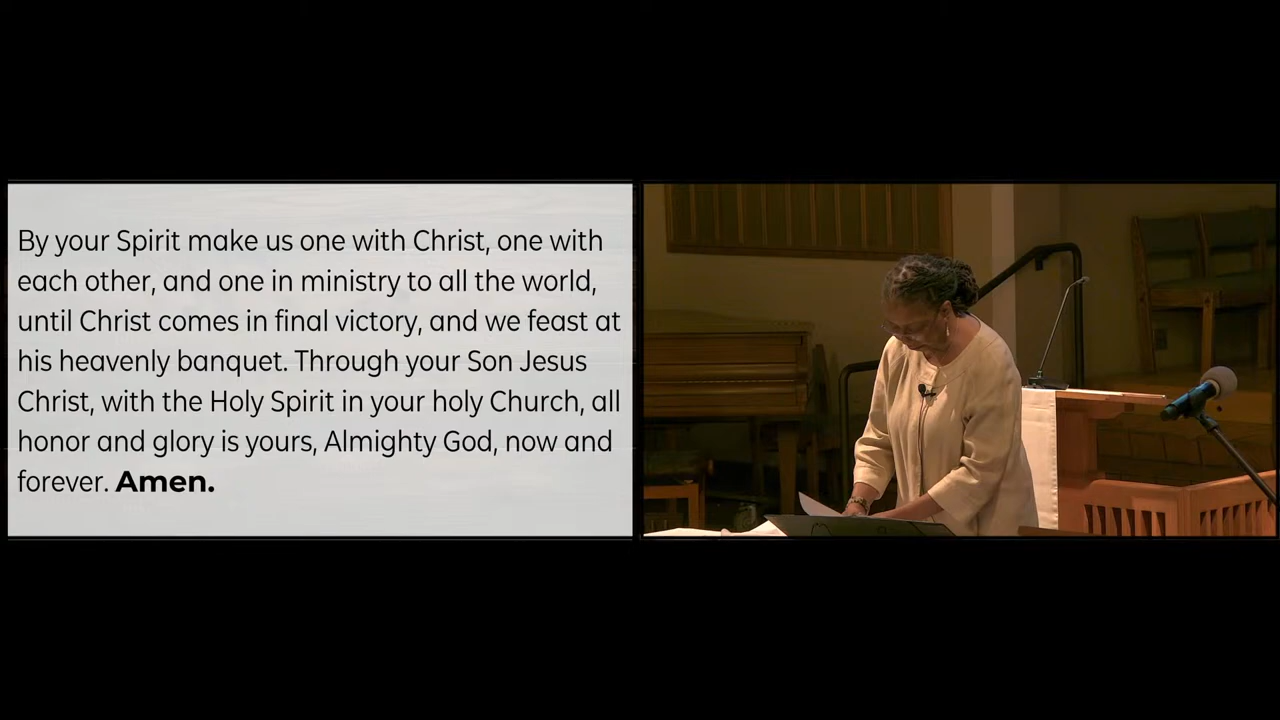 By your Spirit make us one with Christ, one with
each other, and one in ministry to all the world,
until Christ comes in final victory, and we feast at
his heavenly banquet. Through your Son Jesus
Christ, with the Holy Spirit in your holy Church, all
honor and glory is yours, Almighty God, now and
forever. Amen.